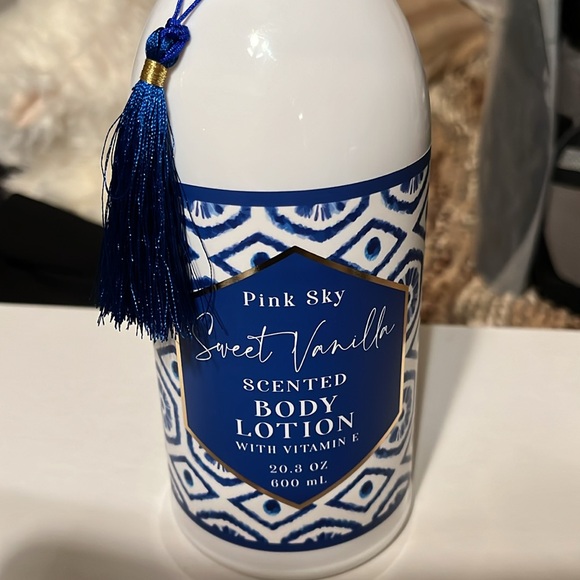 Pink Sky
Sweet Vanilla
SCENTED
BODY
LOTION
WITH VITAMIN E
20.3 OZ
600 mL